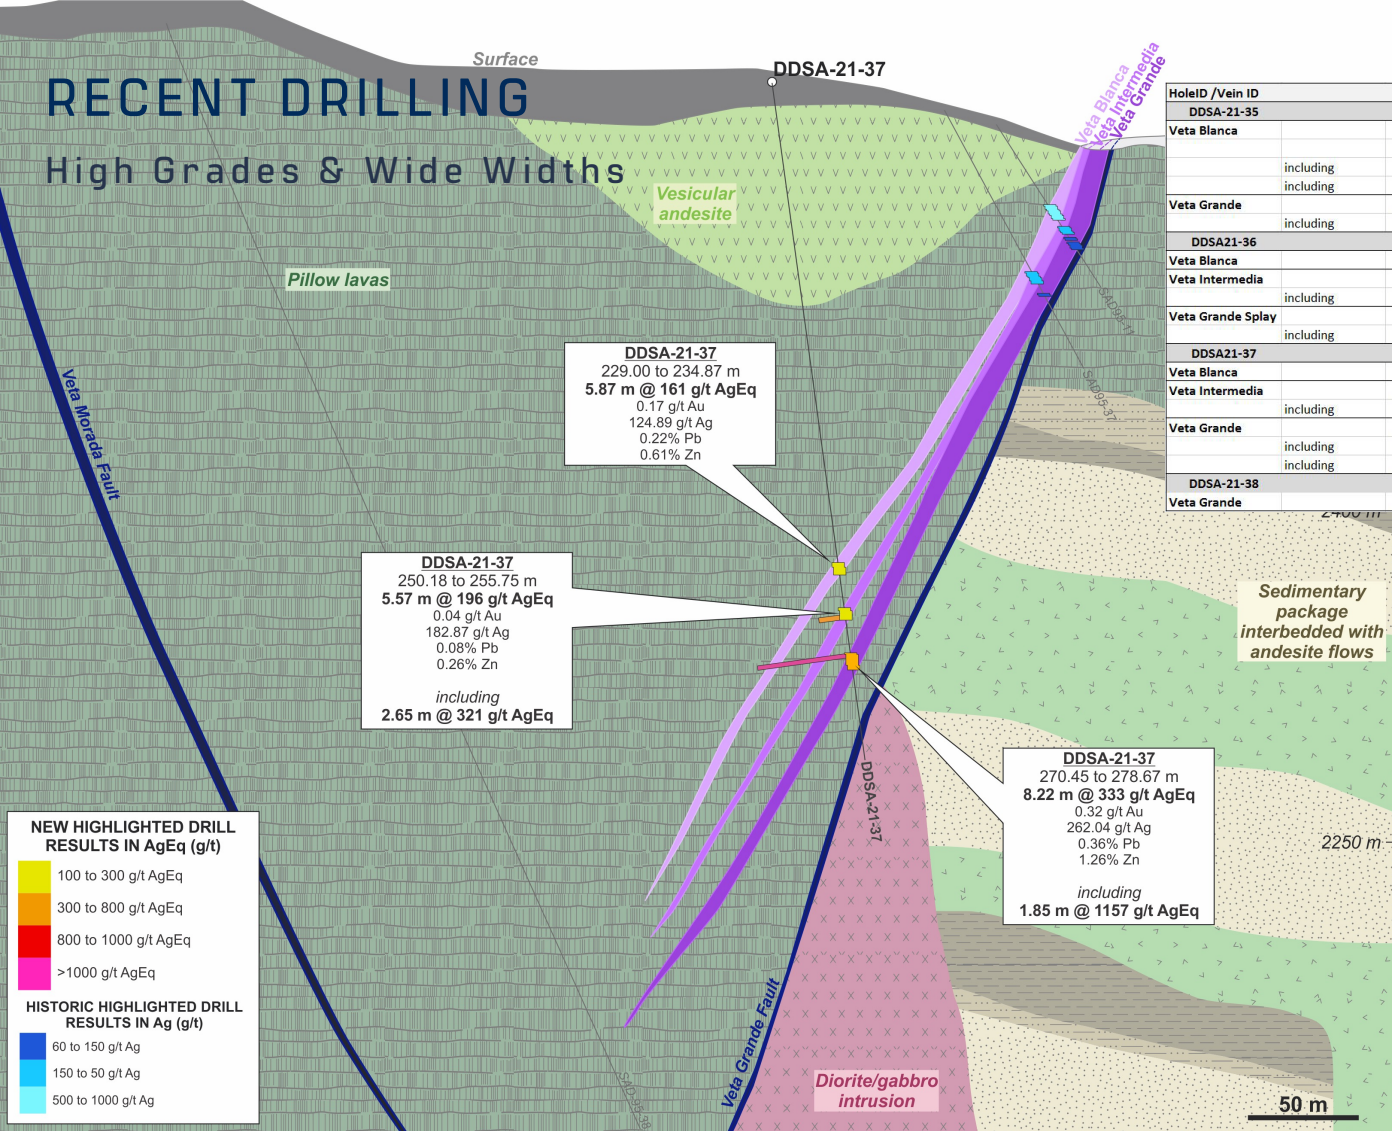 Surface
DDSA-21-37
RECENT DRILLING
High Grades & Wide Widths
Veta Blanca
Veta Intermedia
Veta Grande
HoleID /Vein ID
DDSA-21-35
Veta Blanca
including
including
Veta Grande
including
DDSA21-36
Veta Blanca
Veta Intermedia
including
Veta Grande Splay
including
DDSA21-37
Veta Blanca
Veta Intermedia
including
Veta Grande
including
including
DDSA-21-38
Veta Grande
Vesicular
andesite
Pillow lavas
SAD95-11
SAD95-37
Veta Morada Fault
DDSA-21-37
229.00 to 234.87 m
5.87 m @ 161 g/t AgEq
0.17 g/t Au
124.89 g/t Ag
0.22% Pb
0.61% Zn
2400 m
DDSA-21-37
250.18 to 255.75 m
5.57 m @ 196 g/t AgEq
0.04 g/t Au
182.87 g/t Ag
0.08% Pb
0.26% Zn
including
2.65 m @ 321 g/t AgEq
Sedimentary
package
interbedded with
andesite flows
DDSA-21-37
DDSA-21-37
270.45 to 278.67 m
8.22 m @ 333 g/t AgEq
0.32 g/t Au
262.04 g/t Ag
0.36% Pb
1.26% Zn
including
1.85 m @ 1157 g/t AgEq
2250 m
NEW HIGHLIGHTED DRILL
RESULTS IN AgEq (g/t)
100 to 300 g/t AgEq
300 to 800 g/t AgEq
800 to 1000 g/t AgEq
>1000 g/t AgEq
HISTORIC HIGHLIGHTED DRILL
RESULTS IN Ag (g/t)
60 to 150 g/t Ag
150 to 50 g/t Ag
500 to 1000 g/t Ag
Veta Grande Fault
Diorite/gabbro
intrusion
50 m